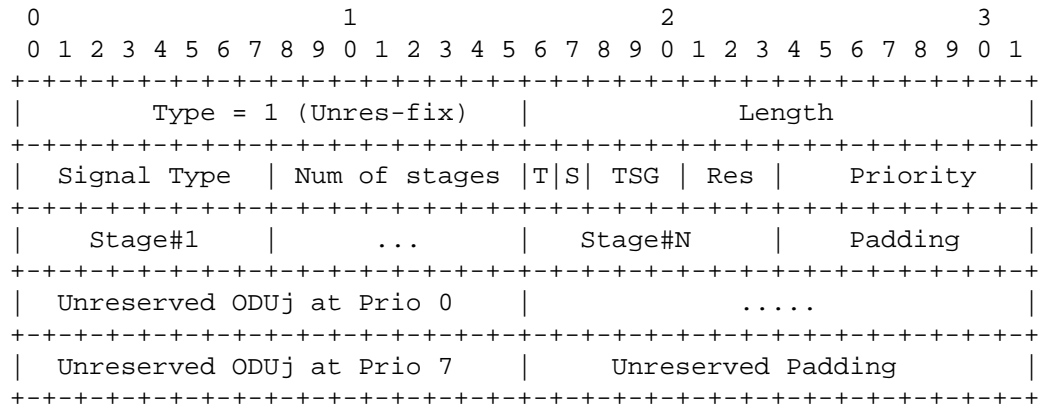 0                   1                   2                   3
 0 1 2 3 4 5 6 7 8 9 0 1 2 3 4 5 6 7 8 9 0 1 2 3 4 5 6 7 8 9 0 1
+-+-+-+-+-+-+-+-+-+-+-+-+-+-+-+-+-+-+-+-+-+-+-+-+-+-+-+-+-+-+-+-+
|        Type = 1 (Unres-fix)   |             Length            |
+-+-+-+-+-+-+-+-+-+-+-+-+-+-+-+-+-+-+-+-+-+-+-+-+-+-+-+-+-+-+-+-+
|  Signal Type  | Num of stages |T|S| TSG | Res |    Priority   |
+-+-+-+-+-+-+-+-+-+-+-+-+-+-+-+-+-+-+-+-+-+-+-+-+-+-+-+-+-+-+-+-+
|    Stage#1    |      ...      |   Stage#N     |    Padding    |
+-+-+-+-+-+-+-+-+-+-+-+-+-+-+-+-+-+-+-+-+-+-+-+-+-+-+-+-+-+-+-+-+
|  Unreserved ODUj at Prio 0    |             .....             |
+-+-+-+-+-+-+-+-+-+-+-+-+-+-+-+-+-+-+-+-+-+-+-+-+-+-+-+-+-+-+-+-+
|  Unreserved ODUj at Prio 7    |     Unreserved Padding        |
+-+-+-+-+-+-+-+-+-+-+-+-+-+-+-+-+-+-+-+-+-+-+-+-+-+-+-+-+-+-+-+-+